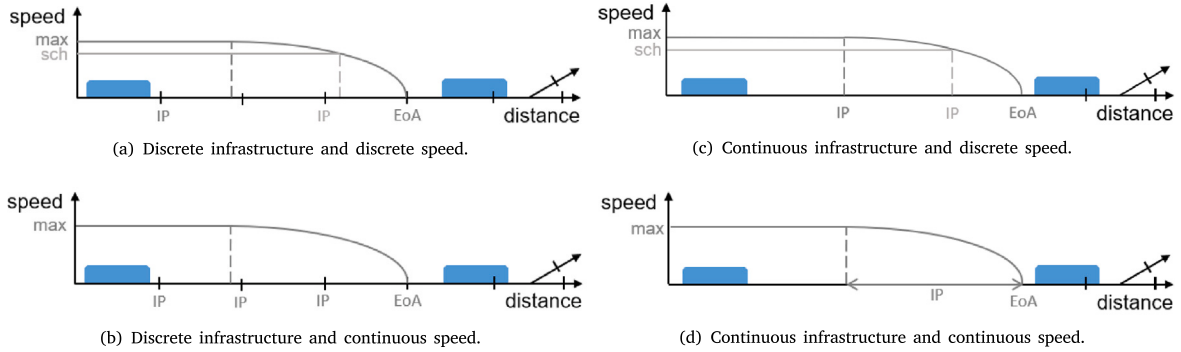 speed
max
sch
IP
IP
EoA
distance
(a) Discrete infrastructure and discrete speed.
speed
max
sch
IP
IP
EoA
distance
(c) Continuous infrastructure and discrete speed.
speed
max
IP
IP
IP
EoA
distance
(b) Discrete infrastructure and continuous speed.
speed
max
IP
EoA
distance
(d) Continuous infrastructure and continuous speed.